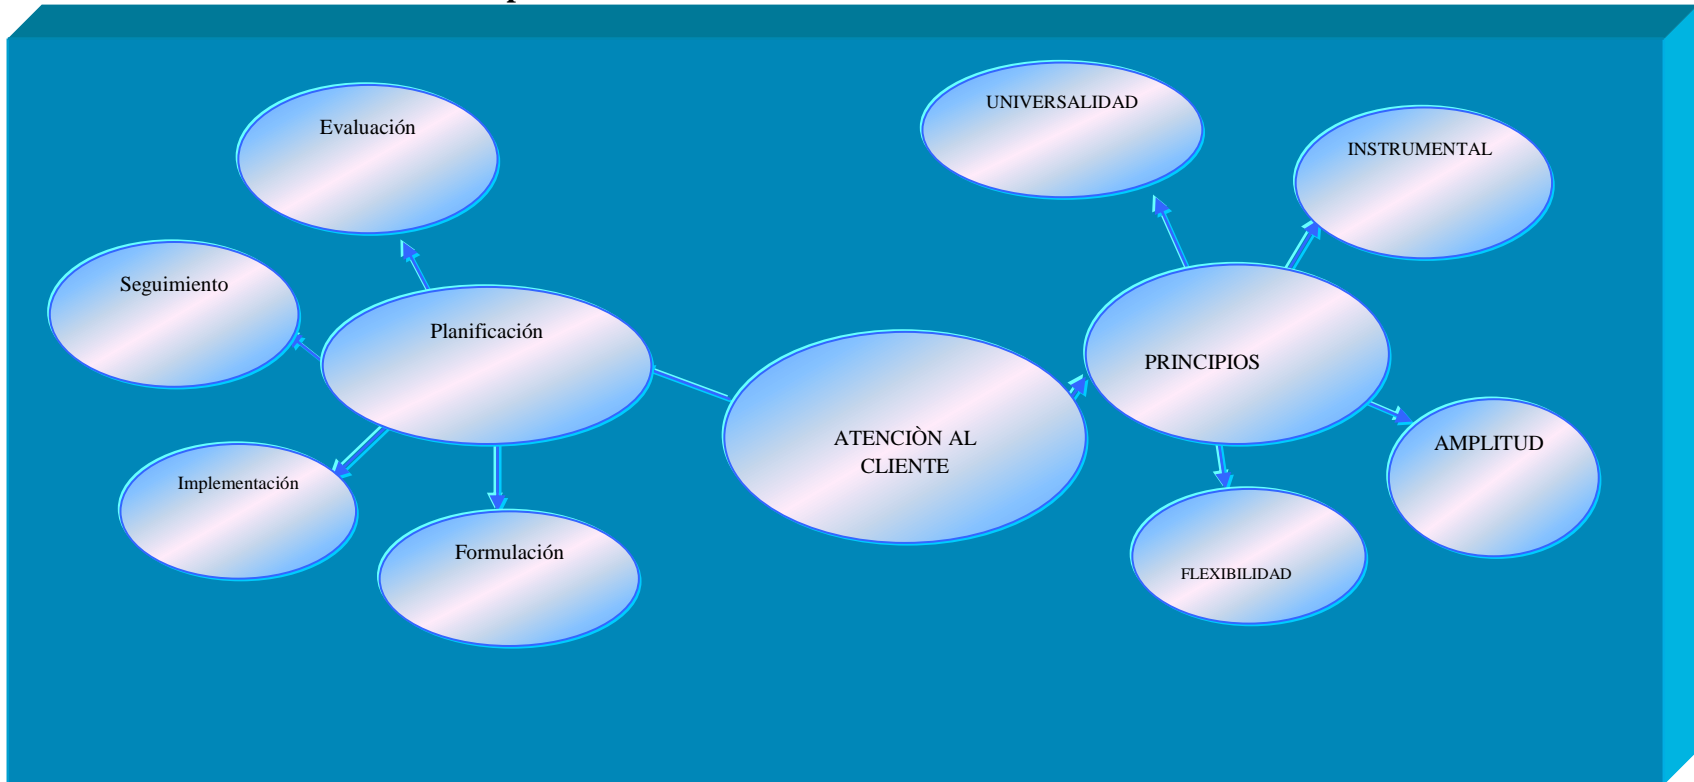 Evaluación
UNIVERSALIDAD
INSTRUMENTAL
Seguimiento
Planificación
PRINCIPIOS
ATENCIÒN AL
CLIENTE
AMPLITUD
Implementación
Formulación
FLEXIBILIDAD